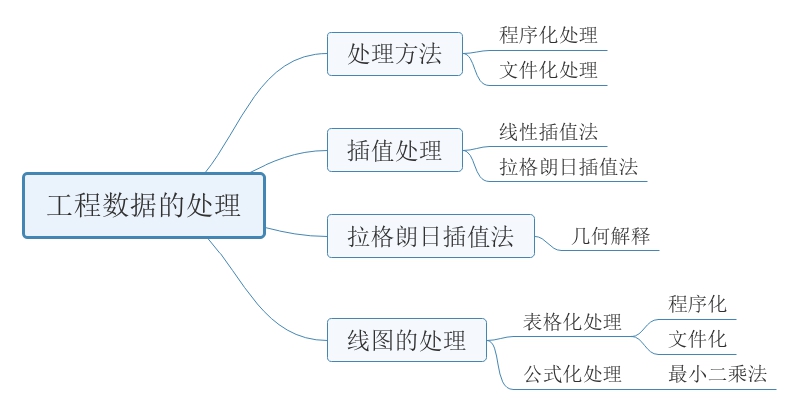 工程数据的处理
处理方法
程序化处理
文件化处理
插值处理
线性插值法
拉格朗日插值法
拉格朗日插值法
几何解释
线图的处理
表格化处理
程序化
文件化
公式化处理
最小二乘法